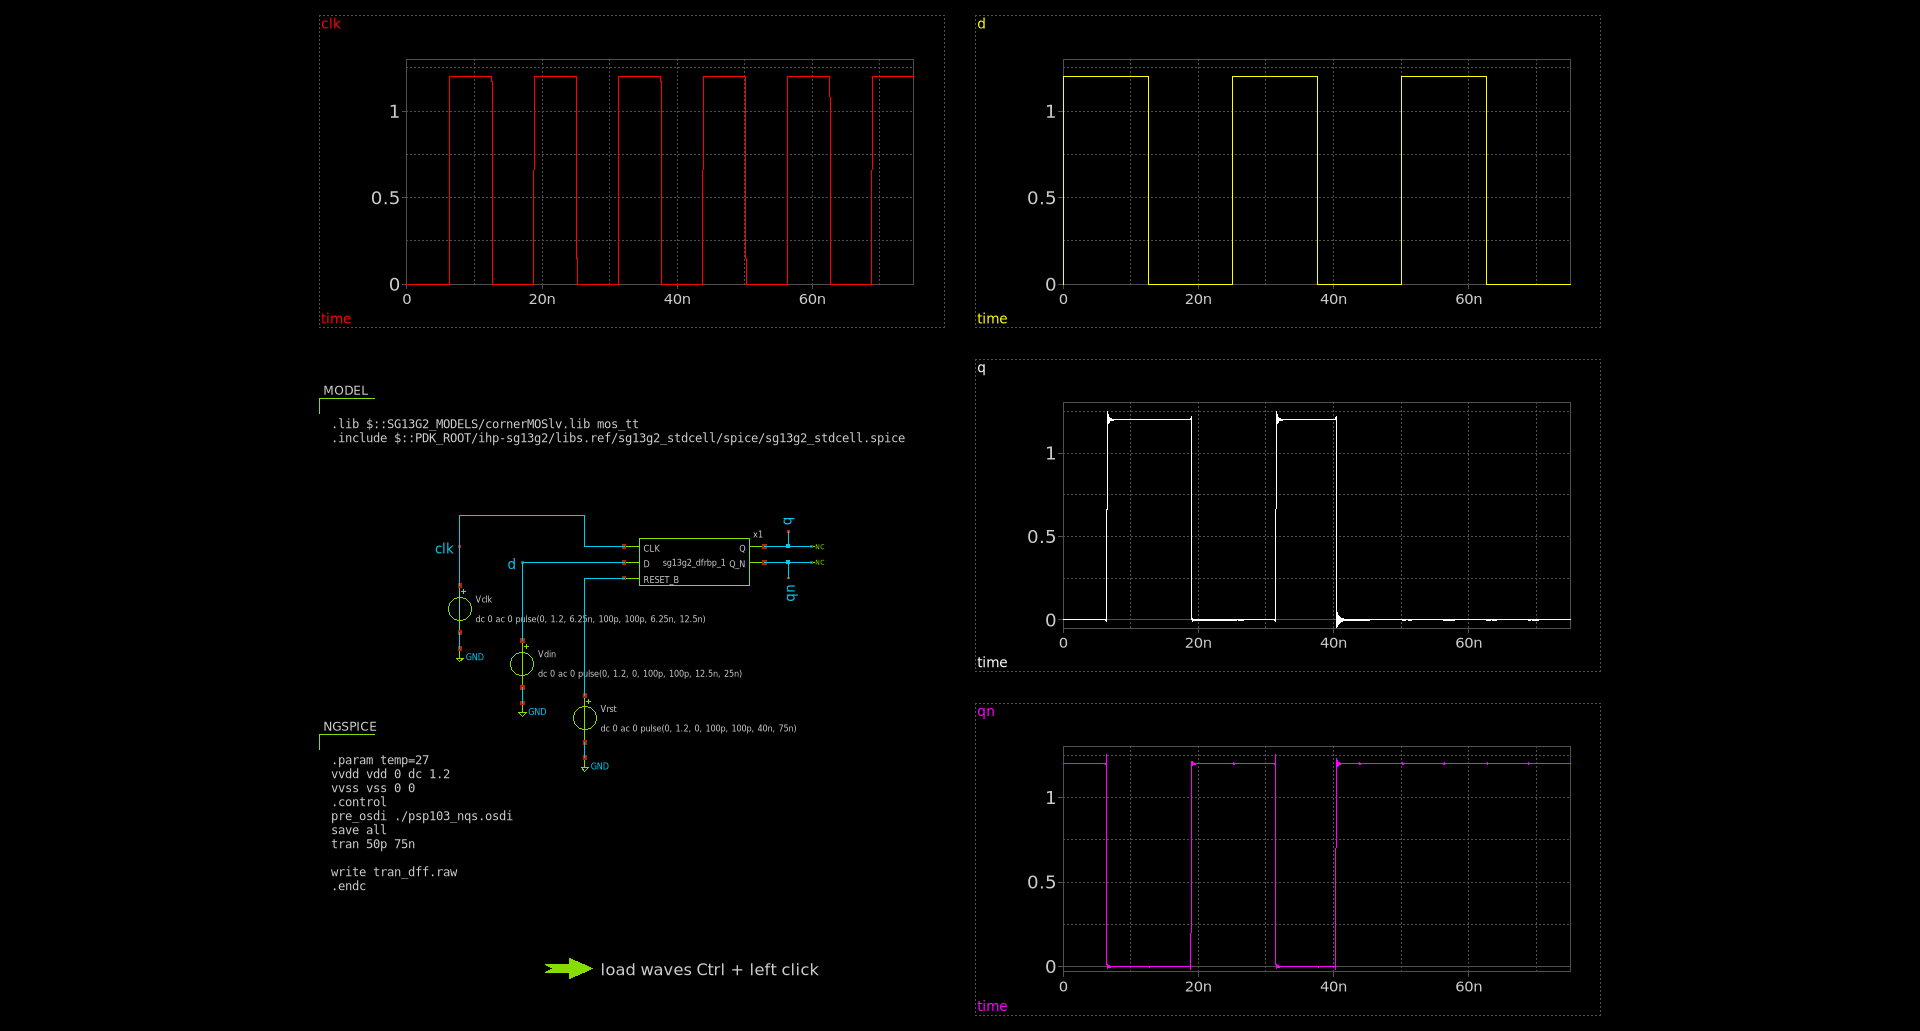 clk
1
0.5
0
0 20n 40n 60n
time
d
1
0.5
0
0 20n 40n 60n
time
MODEL
.lib $::SG13G2_MODELS/cornerMOSlv.lib mos_tt
.include $::PDK_ROOT/ihp-sg13g2/libs.ref/sg13g2_stdcell/spice/sg13g2_stdcell.spice
q
1
0.5
0
0 20n 40n 60n
time
q
x1
clk
CLK Q
NC
d
D sg13g2_dfrbp_1 Q_N
NC
RESET_B
qn
+
Vclk
dc 0 ac 0 pulse(0, 1.2, 6.25n, 100p, 100p, 6.25n, 12.5n)
GND
+
Vdin
dc 0 ac 0 pulse(0, 1.2, 0, 100p, 100p, 12.5n, 25n)
GND
+
Vrst
dc 0 ac 0 pulse(0, 1.2, 0, 100p, 100p, 40n, 75n)
GND
NGSPICE
.param temp=27
vvdd vdd 0 dc 1.2
vvss vss 0 0
.control
pre_osdi ./psp103_nqs.osdi
save all
tran 50p 75n
write tran_dff.raw
.endc
qn
1
0.5
0
0 20n 40n 60n
time
load waves Ctrl + left click